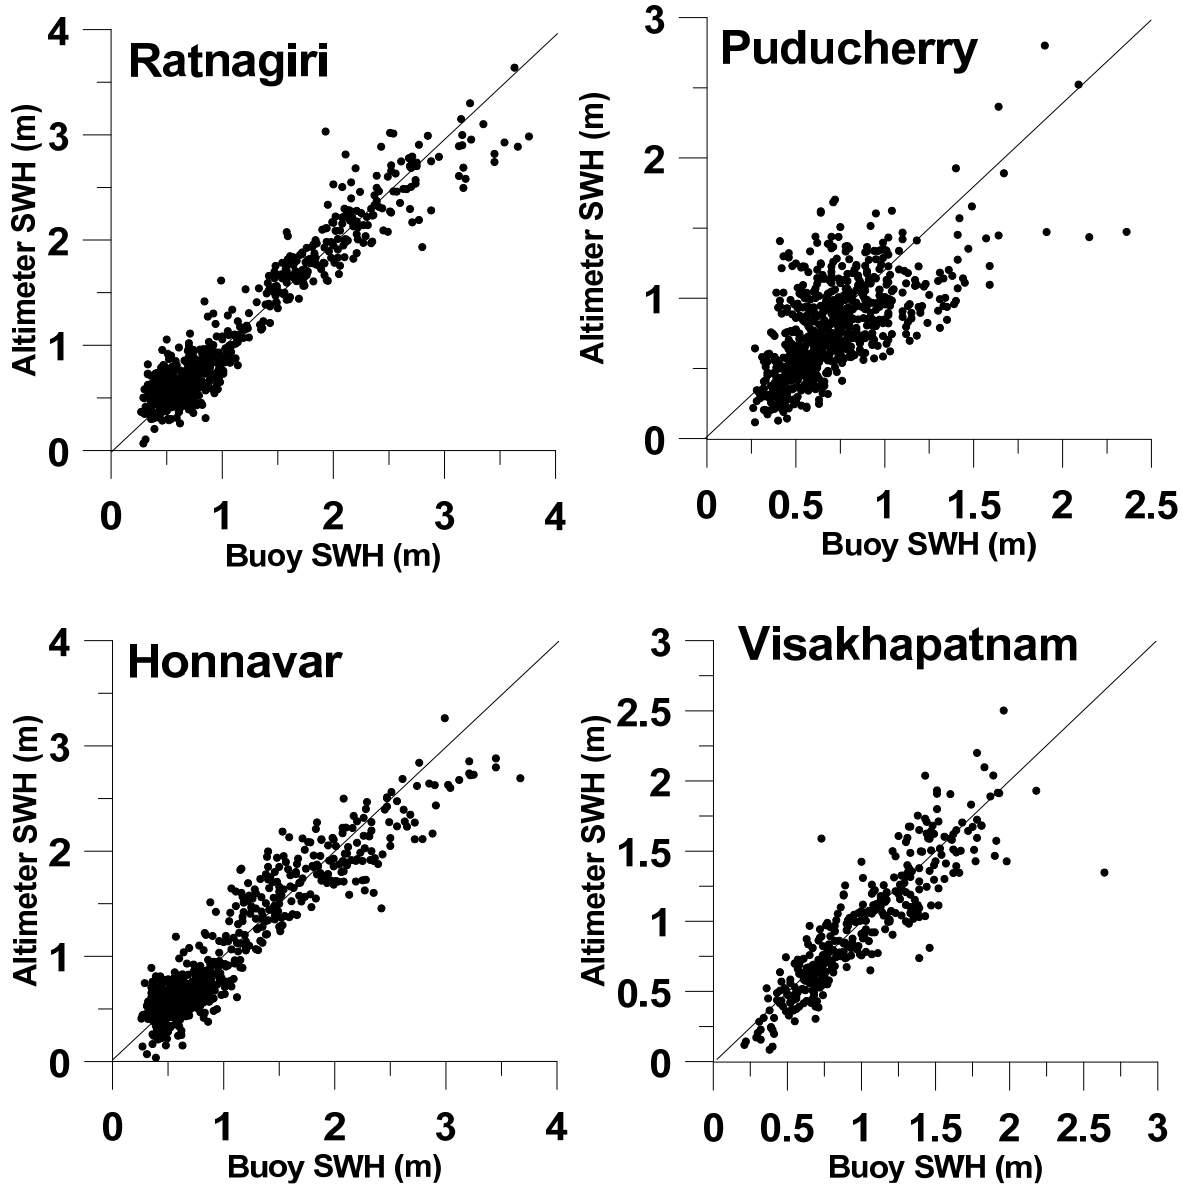 Ratnagiri
Altimeter SWH (m)
4
3
2
1
0
0 1 2 3 4
Buoy SWH (m)
Puducherry
Altimeter SWH (m)
3
2
1
0
0 0.5 1 1.5 2 2.5
Buoy SWH (m)
Honnavar
Altimeter SWH (m)
4
3
2
1
0
0 1 2 3 4
Buoy SWH (m)
Visakhapatnam
Altimeter SWH (m)
3
2.5
2
1.5
1
0.5
0
0 0.5 1 1.5 2 2.5 3
Buoy SWH (m)